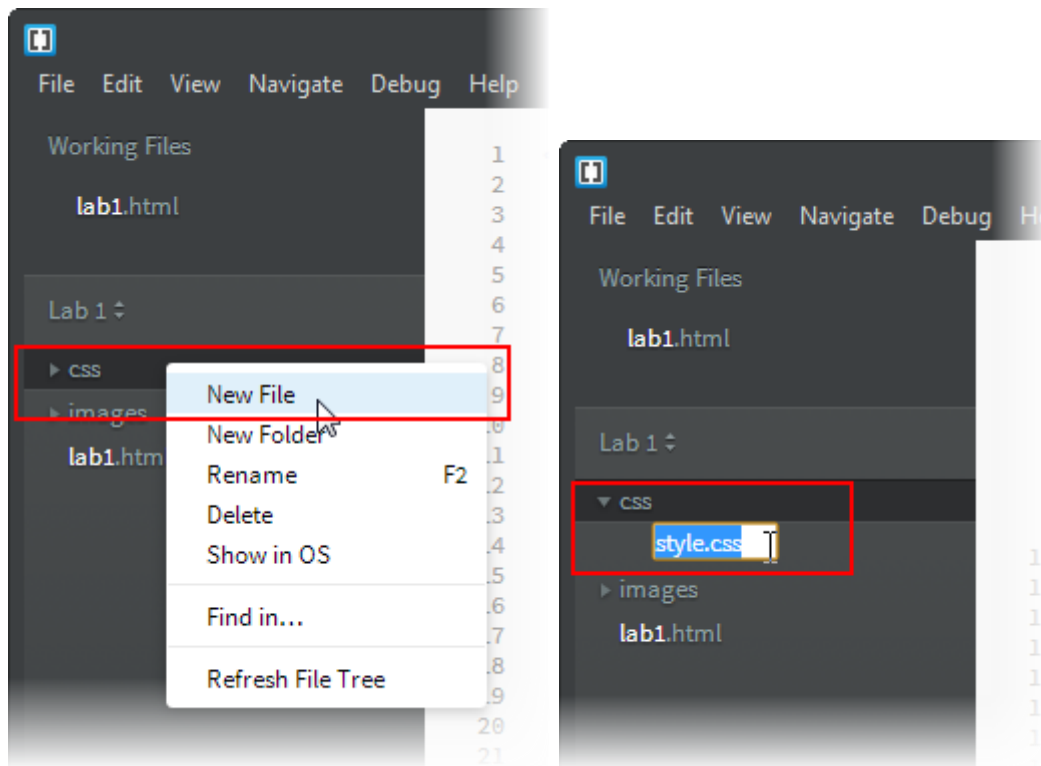 File Edit View Navigate Debug Help
Working Files
lab1.html
Lab 1
css
images
lab1.htm
New File
New Folder
Rename F2
Delete
Show in OS
Find in...
Refresh File Tree
1
2
3
4
5
6
7
8
9
20
21
File Edit View Navigate Debug
Working Files
lab1.html
Lab 1
css
style.css
images
lab1.html